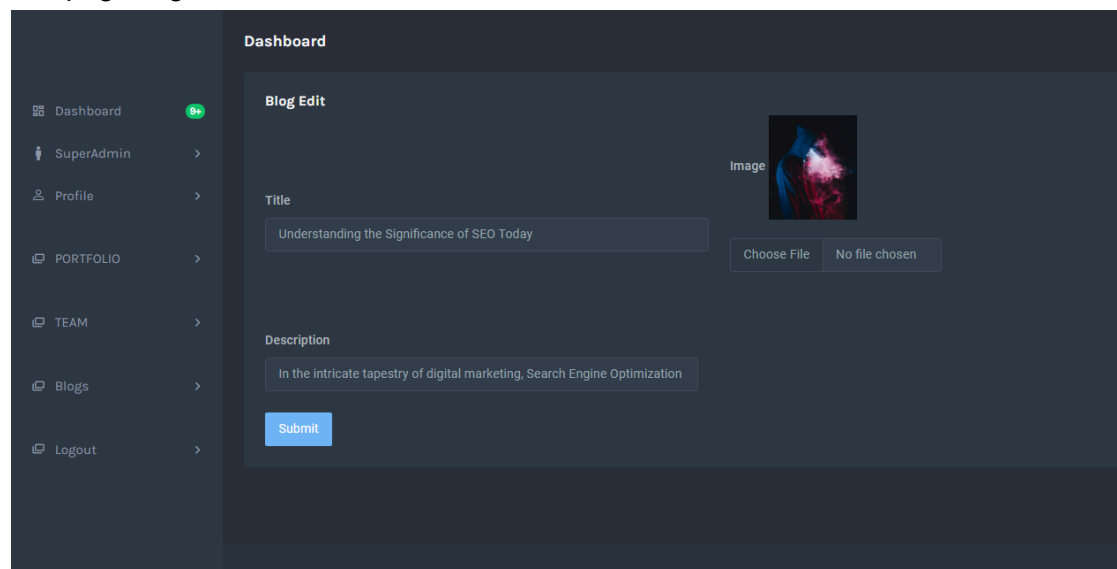 Dashboard
Dashboard
9+
SuperAdmin
Profile
PORTFOLIO
TEAM
Blogs
Logout
Blog Edit
Image
Title
Understanding the Significance of SEO Today
Choose File No file chosen
Description
In the intricate tapestry of digital marketing, Search Engine Optimization
Submit